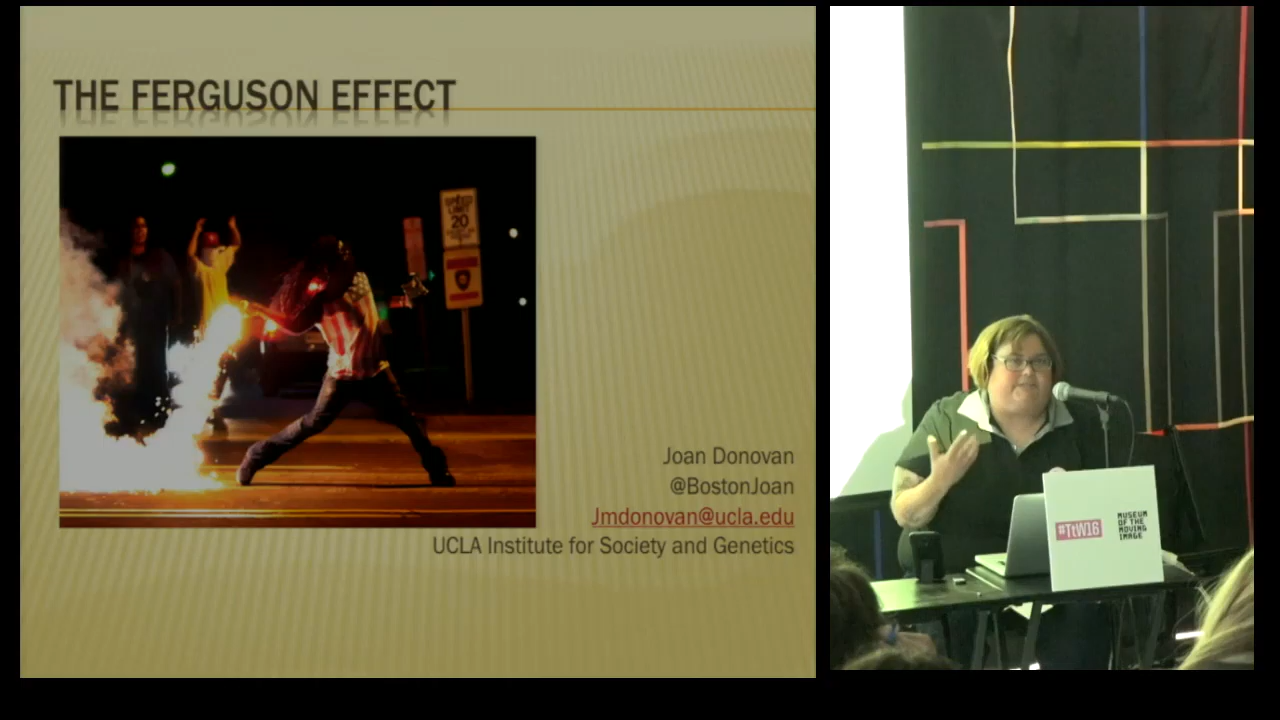 THE FERGUSON EFFECT
SPEED
LIMIT
20
Joan Donovan
@BostonJoan
Jmdonovan@ucla.edu
UCLA Institute for Society and Genetics
#TtW16
MUSEUM
OF THE
MOVING
IMAGE